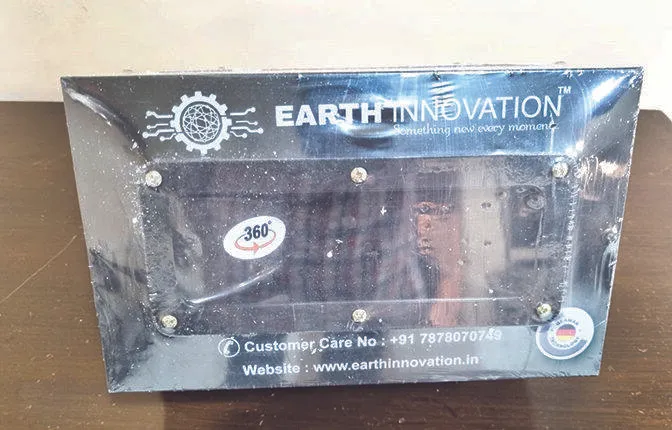 EARTH INNOVATION™
Something new every moment
360°
Customer Care No : +91 7878070749
Website : www.earthinnovation.in